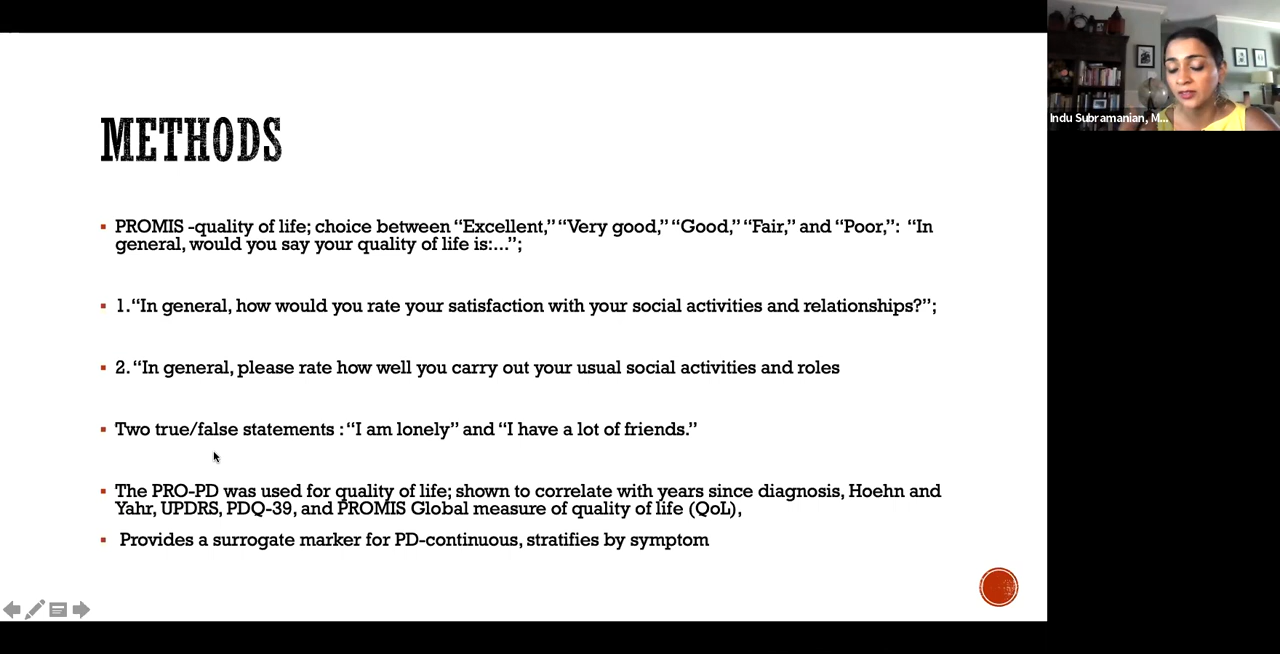 METHODS
PROMIS -quality of life; choice between “Excellent,” “Very good,” “Good,” “Fair,” and “Poor,”: “In
general, would you say your quality of life is:...”;
1. “In general, how would you rate your satisfaction with your social activities and relationships?”;
2. “In general, please rate how well you carry out your usual social activities and roles
Two true/false statements : “I am lonely” and “I have a lot of friends.”
The PRO-PD was used for quality of life; shown to correlate with years since diagnosis, Hoehn and
Yahr, UPDRS, PDQ-39, and PROMIS Global measure of quality of life (QoL),
Provides a surrogate marker for PD-continuous, stratifies by symptom
Indu Subramanian, M...